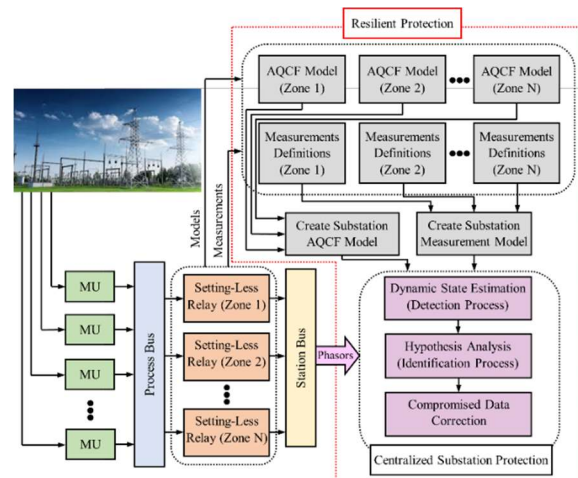 Resilient Protection
AQCF Model
(Zone 1)
AQCF Model
(Zone 2)
AQCF Model
(Zone N)
Measurements
Definitions
(Zone 1)
Measurements
Definitions
(Zone 2)
Measurements
Definitions
(Zone N)
Models
Measurements
Create Substation
AQCF Model
Create Substation
Measurement Model
MU
MU
MU
MU
Process Bus
Setting-Less
Relay (Zone 1)
Setting-Less
Relay (Zone 2)
Setting-Less
Relay (Zone N)
Station Bus
Phasors
Dynamic State Estimation
(Detection Process)
Hypothesis Analysis
(Identification Process)
Compromised Data
Correction
Centralized Substation Protection